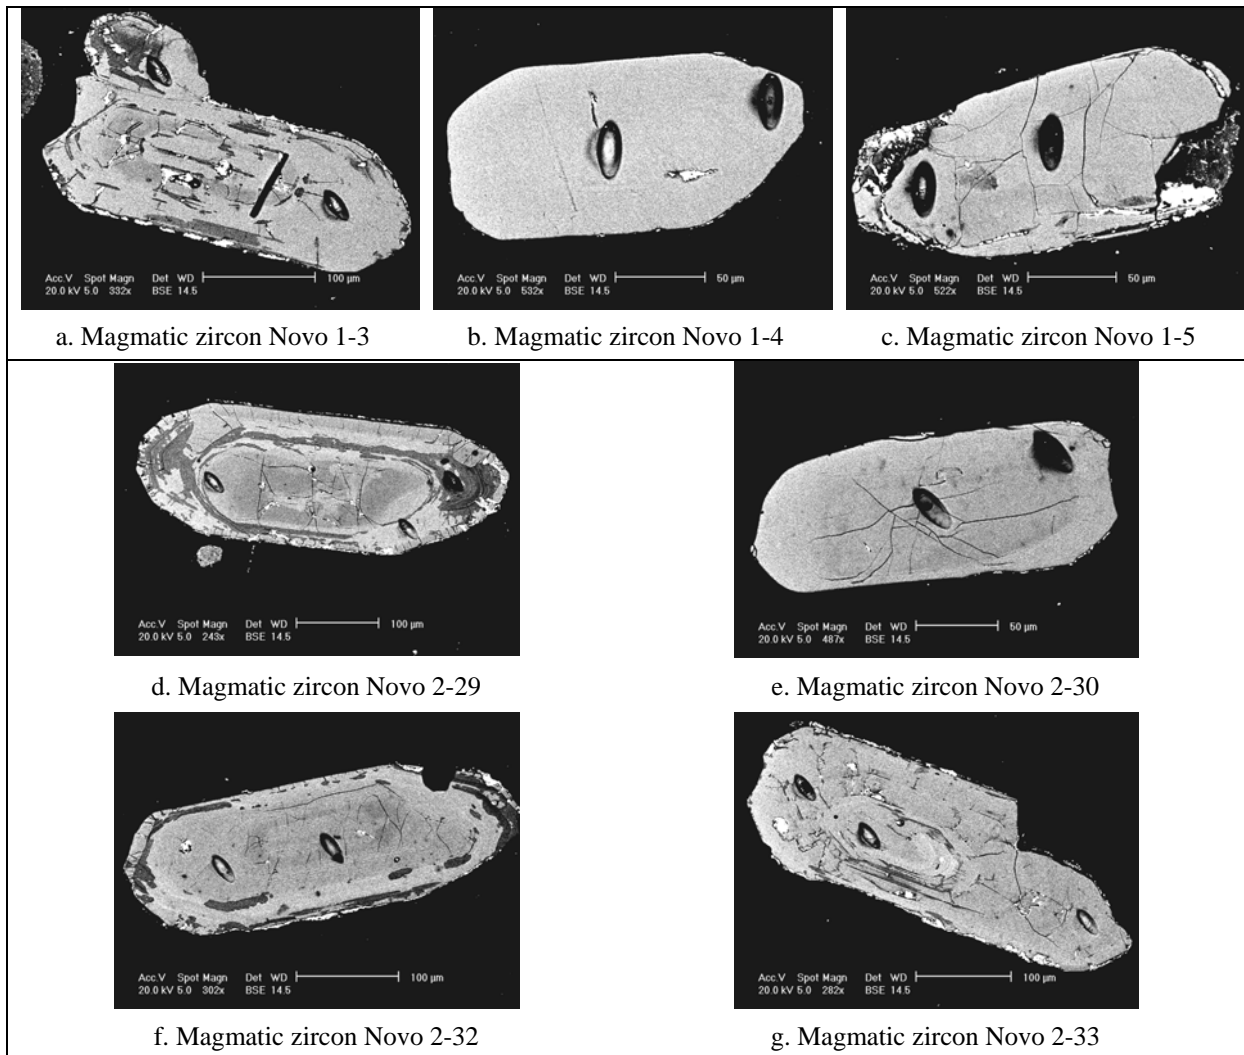 Acc.V Spot Magn Det WD 100 µm
20.0 kV 5.0 332x BSE 14.5
Acc.V Spot Magn Det WD 50 µm
20.0 kV 5.0 532x BSE 14.5
Acc.V Spot Magn Det WD 50 µm
20.0 kV 5.0 522x BSE 14.5
a. Magmatic zircon Novo 1-3
b. Magmatic zircon Novo 1-4
c. Magmatic zircon Novo 1-5
Acc.V Spot Magn Det WD 100 µm
20.0 kV 5.0 243x BSE 14.5
Acc.V Spot Magn Det WD 50 µm
20.0 kV 5.0 487x BSE 14.5
d. Magmatic zircon Novo 2-29
e. Magmatic zircon Novo 2-30
Acc.V Spot Magn Det WD 100 µm
20.0 kV 5.0 302x BSE 14.5
Acc.V Spot Magn Det WD 100 µm
20.0 kV 5.0 282x BSE 14.5
f. Magmatic zircon Novo 2-32
g. Magmatic zircon Novo 2-33